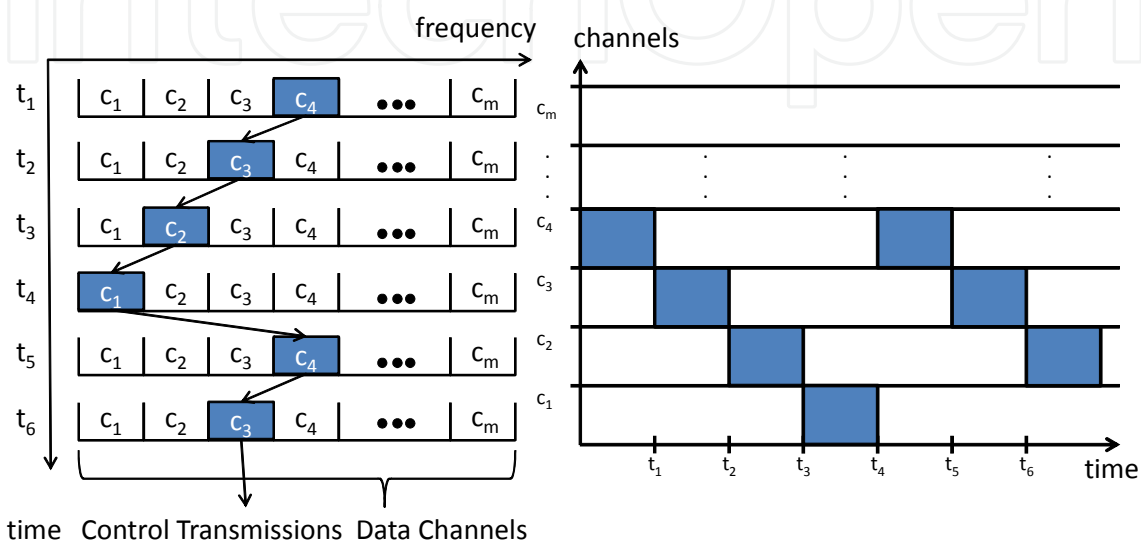 InTechOpen
frequency
t₁ c₁ c₂ c₃ c₄ ●●● cₘ
t₂ c₁ c₂ c₃ c₄ ●●● cₘ
t₃ c₁ c₂ c₃ c₄ ●●● cₘ
t₄ c₁ c₂ c₃ c₄ ●●● cₘ
t₅ c₁ c₂ c₃ c₄ ●●● cₘ
t₆ c₁ c₂ c₃ c₄ ●●● cₘ
time Control Transmissions Data Channels
channels
cₘ
c₄
c₃
c₂
c₁
t₁ t₂ t₃ t₄ t₅ t₆ time